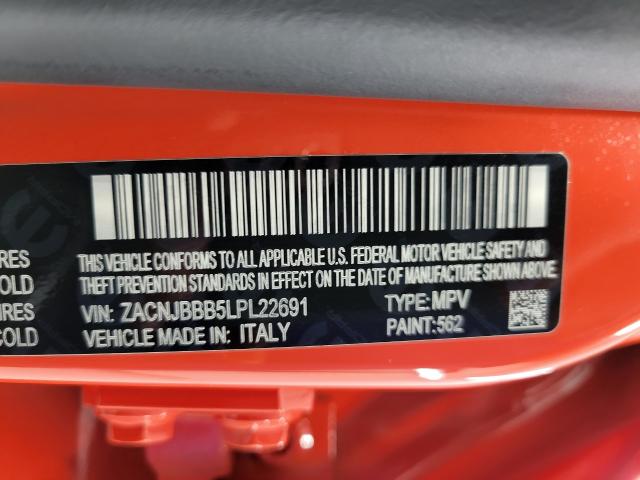 THIS VEHICLE CONFORMS TO ALL APPLICABLE U.S. FEDERAL MOTOR VEHICLE SAFETY AND
RES
THEFT PREVENTION STANDARDS IN EFFECT ON THE DATE OF MANUFACTURE SHOWN ABOVE.
OLD
VIN: ZACNJBBB5LPL22691 TYPE: MPV
IRES
VEHICLE MADE IN: ITALY PAINT: 562
COLD